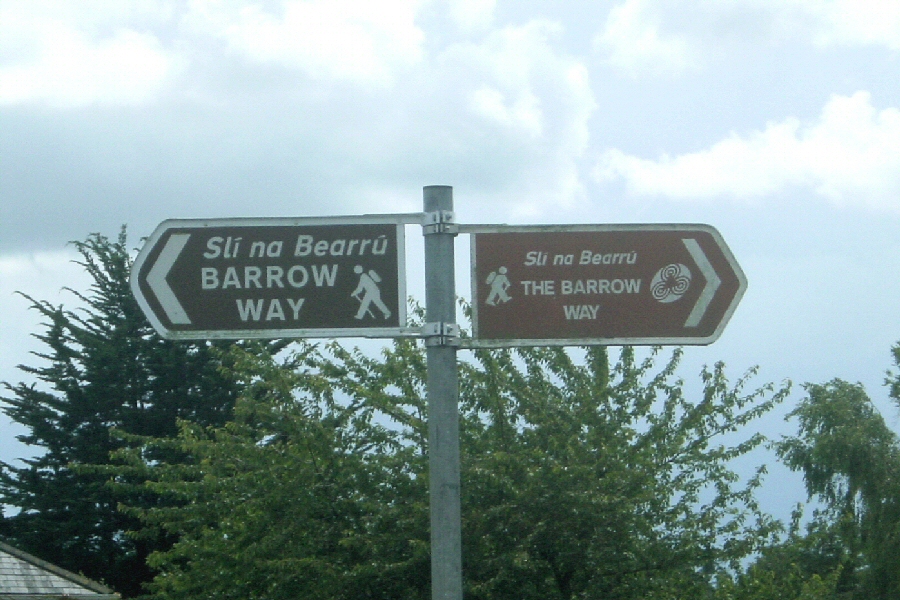 Slí na Bearrú
BARROW
WAY
Slí na Bearrú
THE BARROW
WAY